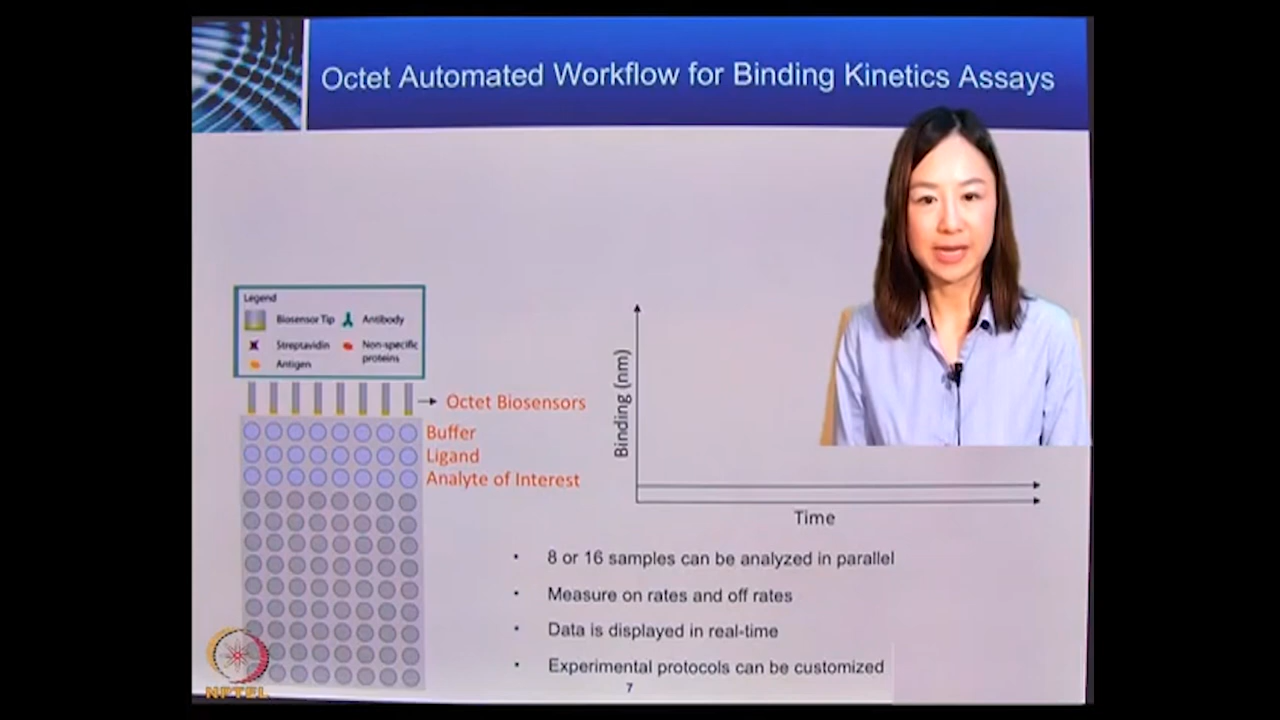 Octet Automated Workflow for Binding Kinetics Assays
Legend
Biosensor Tip
Antibody
Streptavidin
Non-specific
proteins
Antigen
Octet Biosensors
Buffer
Ligand
Analyte of Interest
Binding (nm)
Time
• 8 or 16 samples can be analyzed in parallel
• Measure on rates and off rates
• Data is displayed in real-time
• Experimental protocols can be customized
7
NPTEL